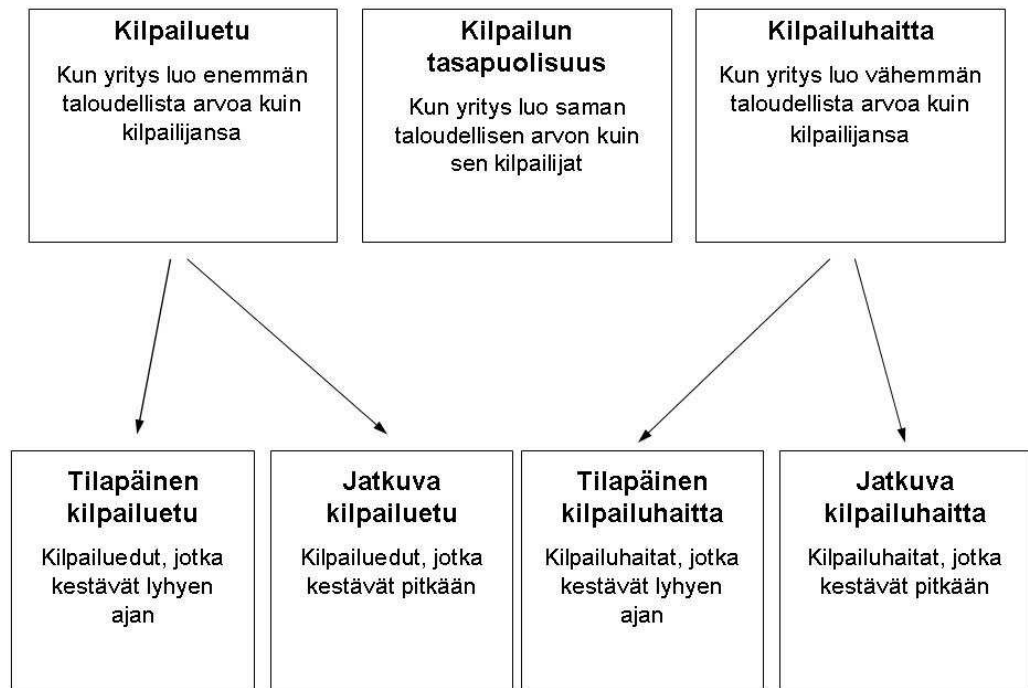 Kilpailuetu
Kun yritys luo enemmän
taloudellista arvoa kuin
kilpailijansa
Kilpailun
tasapuolisuus
Kun yritys luo saman
taloudellisen arvon kuin
sen kilpailijat
Kilpailuhaitta
Kun yritys luo vähemmän
taloudellista arvoa kuin
kilpailijansa
Tilapäinen
kilpailuetu
Kilpailuedut, jotka
kestävät lyhyen
ajan
Jatkuva
kilpailuetu
Kilpailuedut, jotka
kestävät pitkään
Tilapäinen
kilpailuhaitta
Kilpailuhaitat, jotka
kestävät lyhyen
ajan
Jatkuva
kilpailuhaitta
Kilpailuhaitat, jotka
kestävät pitkään